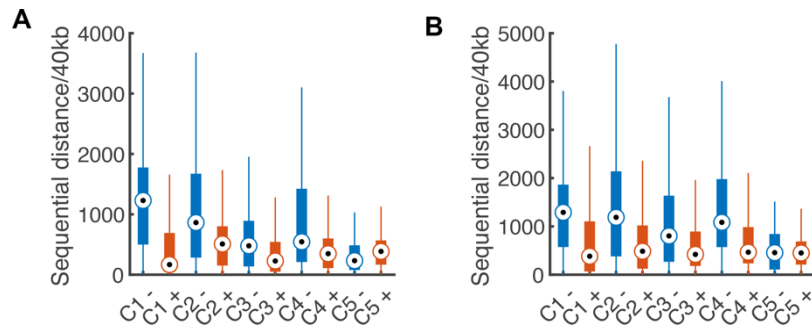 A
Sequential distance/40kb
4000
3000
2000
1000
0
C1 -
C1 +
C2 -
C2 +
C3 -
C3 +
C4 -
C4 +
C5 -
C5 +
B
Sequential distance/40kb
5000
4000
3000
2000
1000
0
C1 -
C1 +
C2 -
C2 +
C3 -
C3 +
C4 -
C4 +
C5 -
C5 +